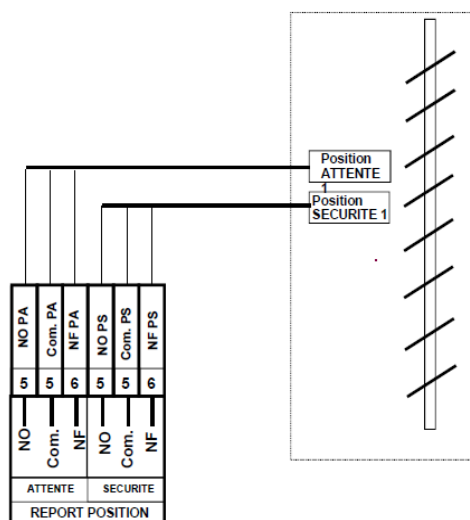 Position
ATTENTE
1
Position
SECURITE 1
NO PA
Com. PA
NF PA
NO PS
Com. PS
NF PS
5 5 6 5 5 6
NO
Com.
NF
NO
Com.
NF
ATTENTE SECURITE
REPORT POSITION